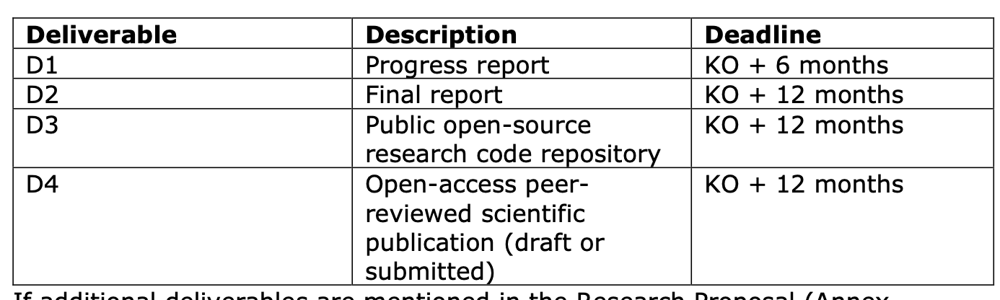 Deliverable Description Deadline
D1 Progress report KO + 6 months
D2 Final report KO + 12 months
D3 Public open-source KO + 12 months
research code repository
D4 Open-access peer- KO + 12 months
reviewed scientific
publication (draft or
submitted)
If additional deliverables are mentioned in the Research Proposal (Annex